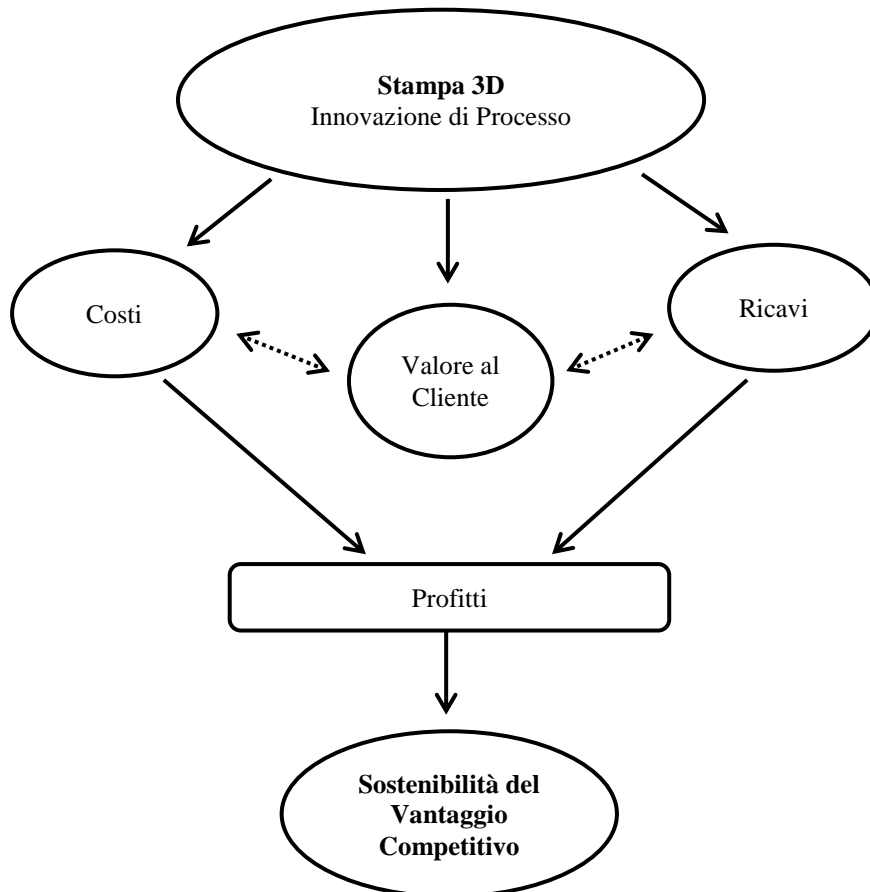 Stampa 3D
Innovazione di Processo
Costi
Ricavi
Valore al
Cliente
Profitti
Sostenibilità del
Vantaggio
Competitivo